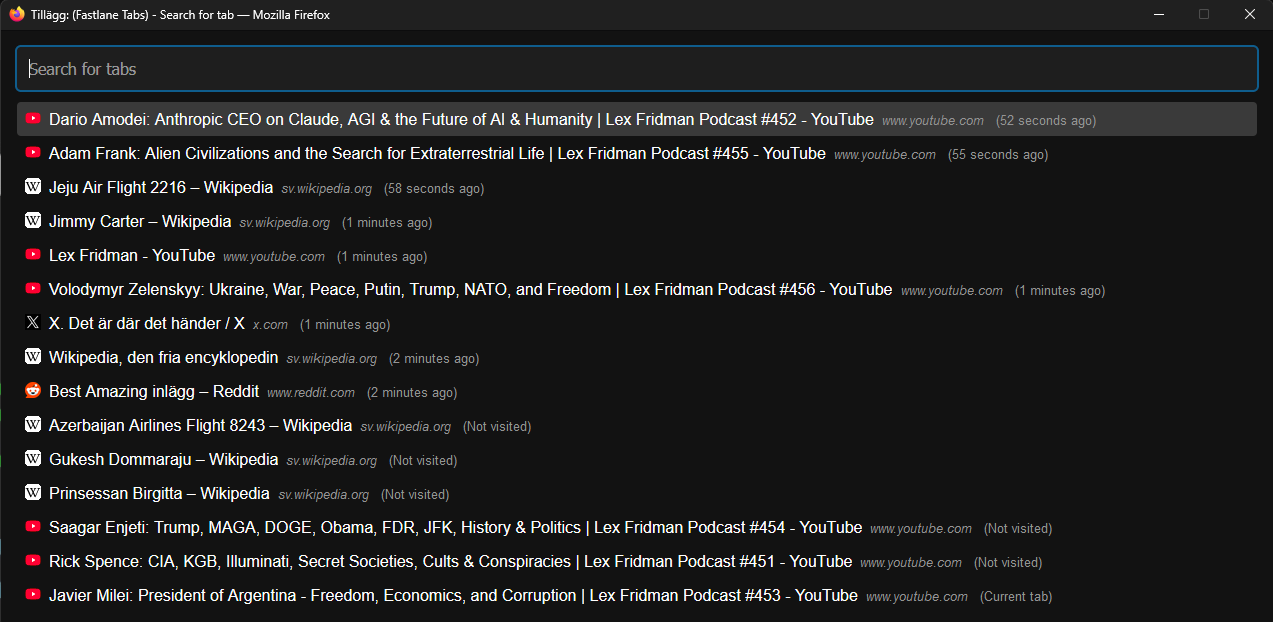 Tillägg: (Fastlane Tabs) - Search for tab — Mozilla Firefox
Search for tabs
Dario Amodei: Anthropic CEO on Claude, AGI & the Future of AI & Humanity | Lex Fridman Podcast #452 - YouTube www.youtube.com (52 seconds ago)
Adam Frank: Alien Civilizations and the Search for Extraterrestrial Life | Lex Fridman Podcast #455 - YouTube www.youtube.com (55 seconds ago)
W Jeju Air Flight 2216 – Wikipedia sv.wikipedia.org (58 seconds ago)
W Jimmy Carter – Wikipedia sv.wikipedia.org (1 minutes ago)
Lex Fridman - YouTube www.youtube.com (1 minutes ago)
Volodymyr Zelenskyy: Ukraine, War, Peace, Putin, Trump, NATO, and Freedom | Lex Fridman Podcast #456 - YouTube www.youtube.com (1 minutes ago)
X X. Det är där det händer / X x.com (1 minutes ago)
W Wikipedia, den fria encyklopedin sv.wikipedia.org (2 minutes ago)
Best Amazing inlägg – Reddit www.reddit.com (2 minutes ago)
W Azerbaijan Airlines Flight 8243 – Wikipedia sv.wikipedia.org (Not visited)
W Gukesh Dommaraju – Wikipedia sv.wikipedia.org (Not visited)
W Prinsessan Birgitta – Wikipedia sv.wikipedia.org (Not visited)
Saagar Enjeti: Trump, MAGA, DOGE, Obama, FDR, JFK, History & Politics | Lex Fridman Podcast #454 - YouTube www.youtube.com (Not visited)
Rick Spence: CIA, KGB, Illuminati, Secret Societies, Cults & Conspiracies | Lex Fridman Podcast #451 - YouTube www.youtube.com (Not visited)
Javier Milei: President of Argentina - Freedom, Economics, and Corruption | Lex Fridman Podcast #453 - YouTube www.youtube.com (Current tab)